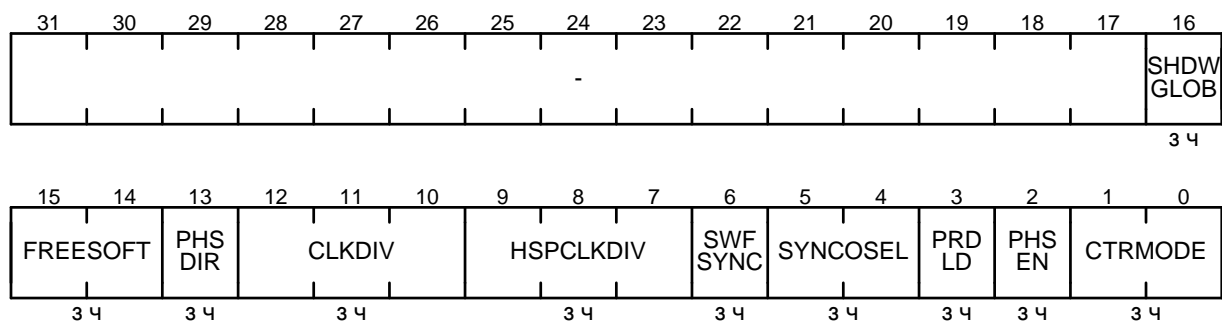 31 30 29 28 27 26 25 24 23 22 21 20 19 18 17 16
- SHDW GLOB
з ч
15 14 13 12 11 10 9 8 7 6 5 4 3 2 1 0
FREESOFT PHS DIR CLKDIV HSPCLKDIV SWF SYNC SYNCOSEL PRD LD PHS EN CTRMODE
з ч з ч з ч з ч з ч з ч з ч з ч з ч